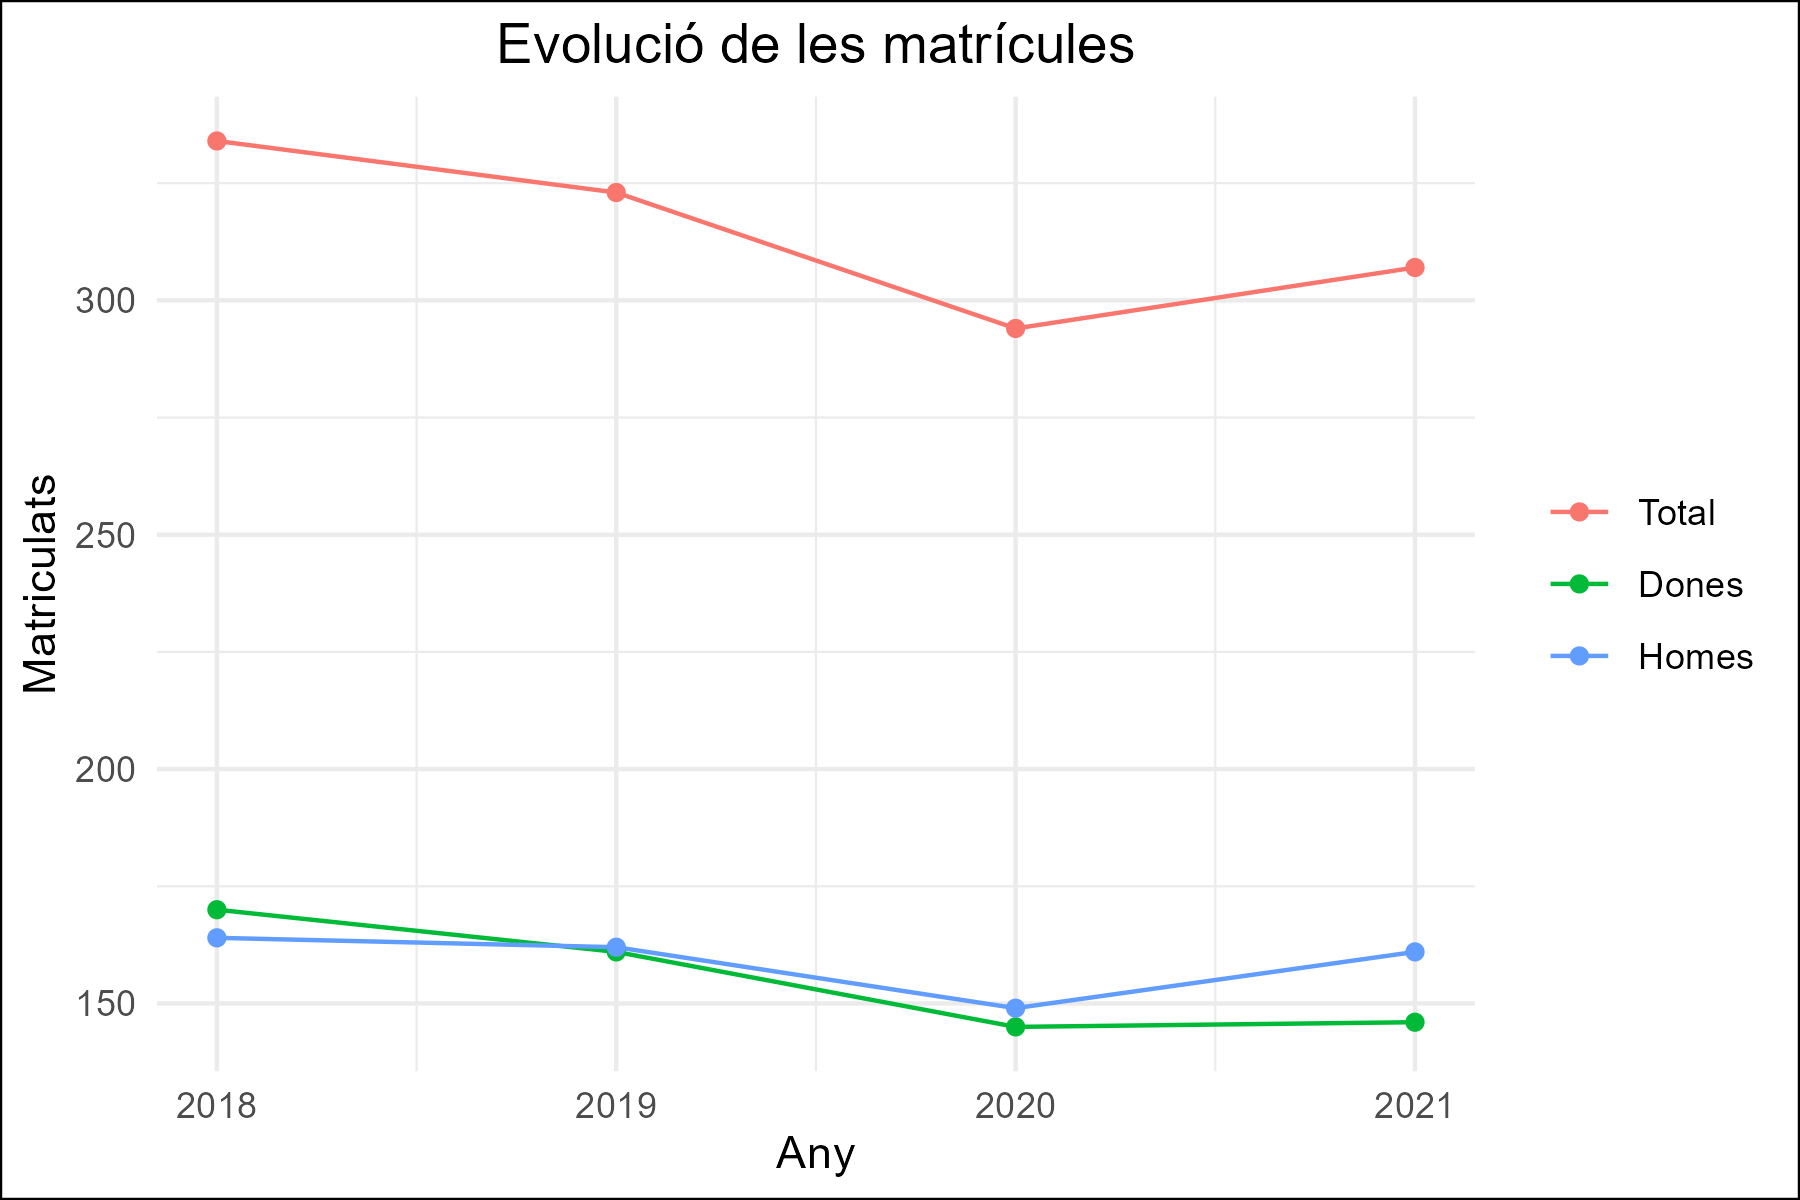 Evolució de les matrícules
Matriculats
300
250
200
150
2018 2019 2020 2021
Any
Total
Dones
Homes